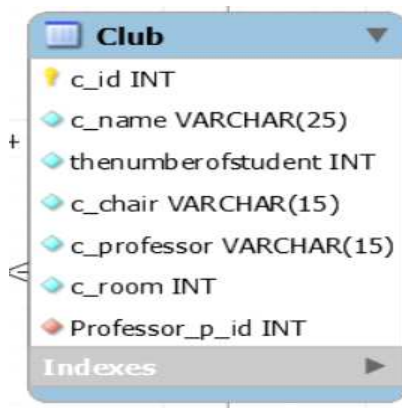 Club
c_id INT
c_name VARCHAR(25)
thenumberofstudent INT
c_chair VARCHAR(15)
c_professor VARCHAR(15)
c_room INT
Professor_p_id INT
Indexes